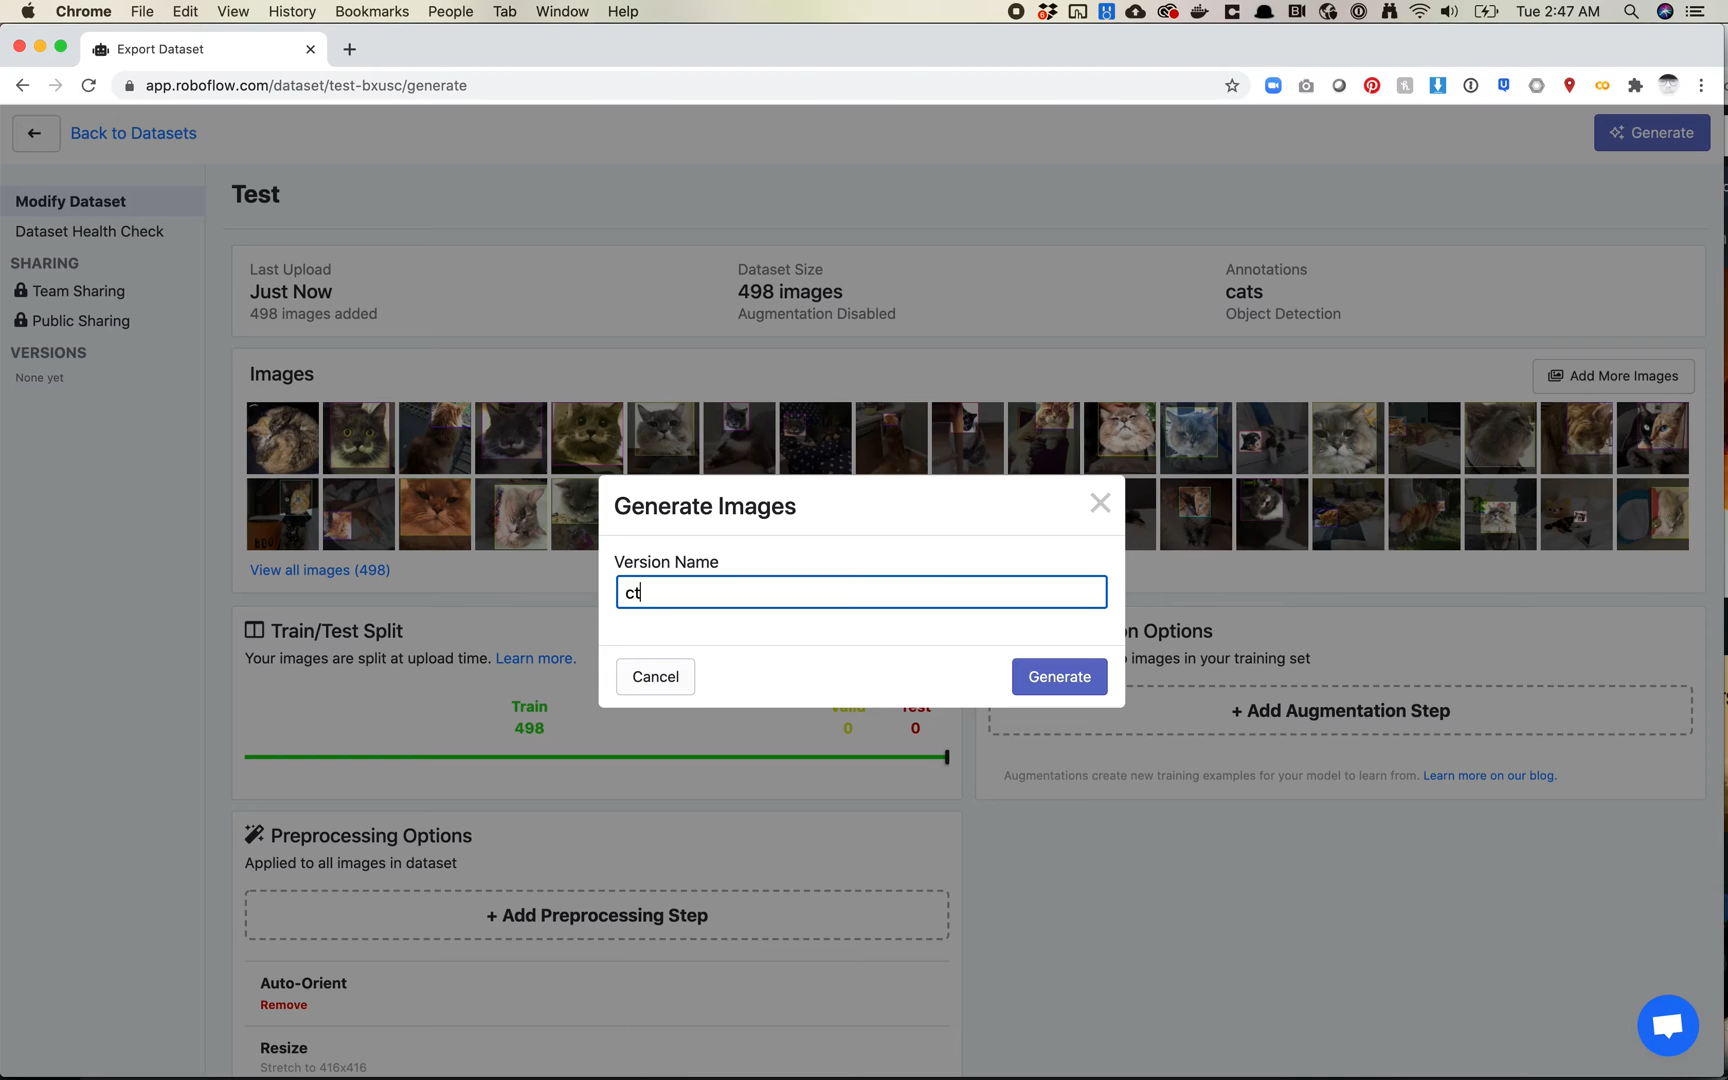 Chrome File Edit View History Bookmarks People Tab Window Help Tue 2:47 AM
Export Dataset
app.roboflow.com/dataset/test-bxusc/generate
Back to Datasets
Generate
Modify Dataset
Dataset Health Check
SHARING
Team Sharing
Public Sharing
VERSIONS
None yet
Test
Last Upload
Just Now
498 images added
Dataset Size
498 images
Augmentation Disabled
Annotations
cats
Object Detection
Images
Add More Images
View all images (498)
Generate Images
Version Name
ct
Cancel
Generate
Train/Test Split
Your images are split at upload time. Learn more.
Train
498
Valid
0
Test
0
on Options
images in your training set
+ Add Augmentation Step
Augmentations create new training examples for your model to learn from. Learn more on our blog.
Preprocessing Options
Applied to all images in dataset
+ Add Preprocessing Step
Auto-Orient
Remove
Resize
Stretch to 416x416